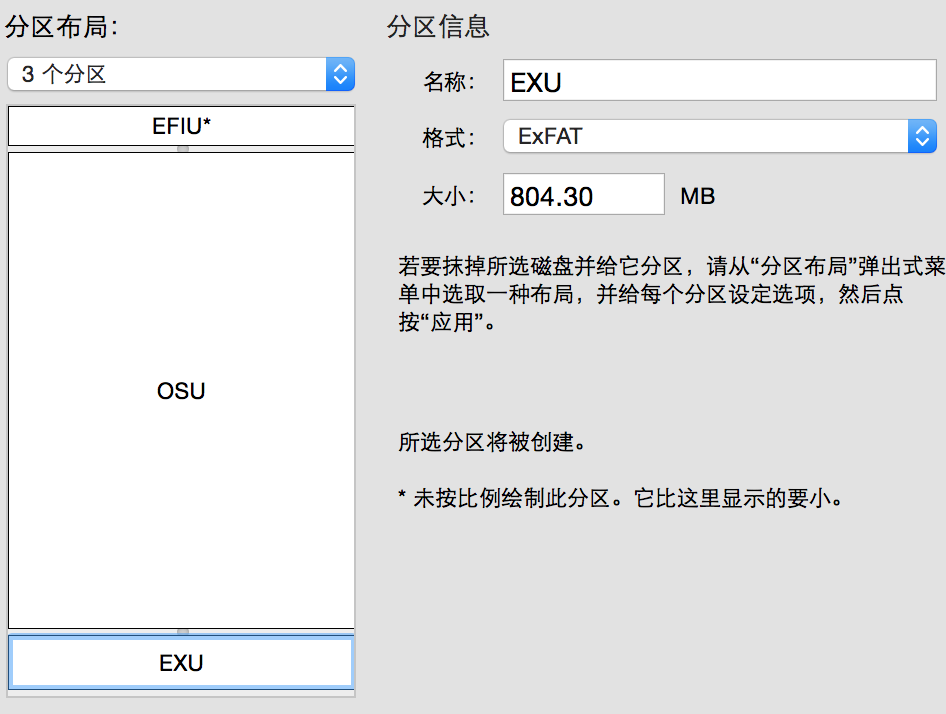 分区布局：
3 个分区
EFIU*
OSU
EXU
分区信息
名称： EXU
格式： ExFAT
大小： 804.30 MB
若要抹掉所选磁盘并给它分区，请从“分区布局”弹出式菜
单中选取一种布局，并给每个分区设定选项，然后点
按“应用”。
所选分区将被创建。
* 未按比例绘制此分区。它比这里显示的要小。